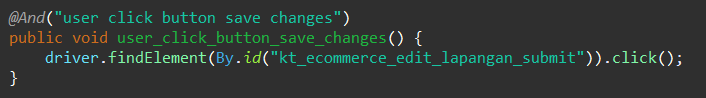 @And("user click button save changes")
public void user_click_button_save_changes() {
    driver.findElement(By.id("kt_ecommerce_edit_lapangan_submit")).click();
}